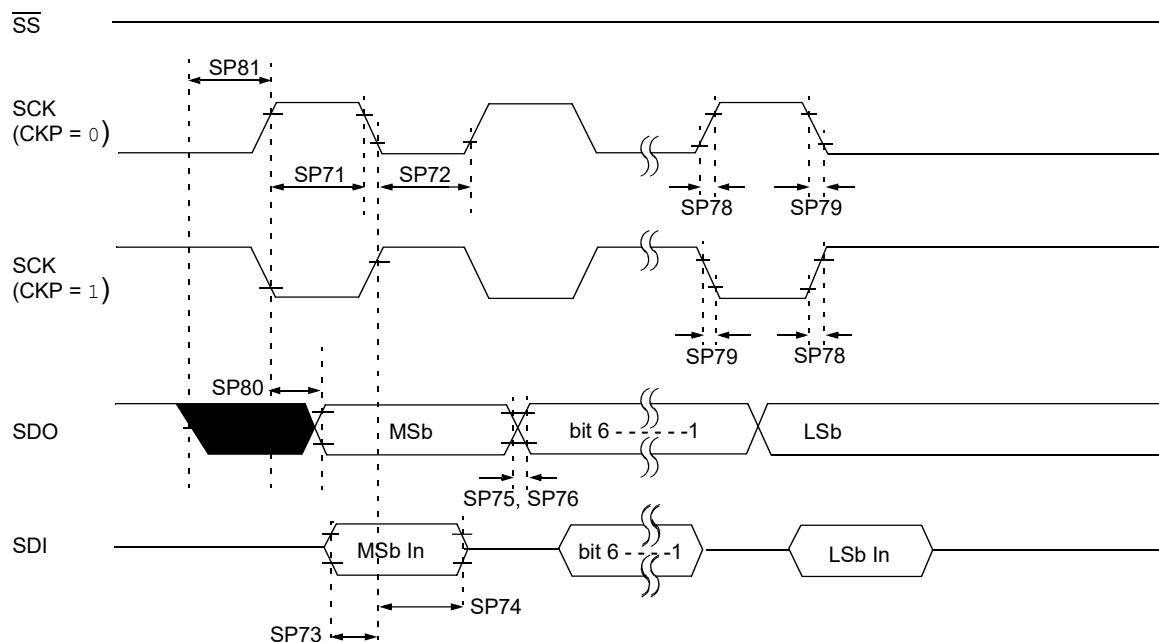 SS
SP81
SCK
(CKP = 0)
SP71
SP72
SP78
SP79
SCK
(CKP = 1)
SP79
SP78
SP80
SDO
MSb
bit 6 - - - - - - -1
LSb
SP75, SP76
SDI
MSb In
bit 6 - - - - -1
LSb In
SP74
SP73